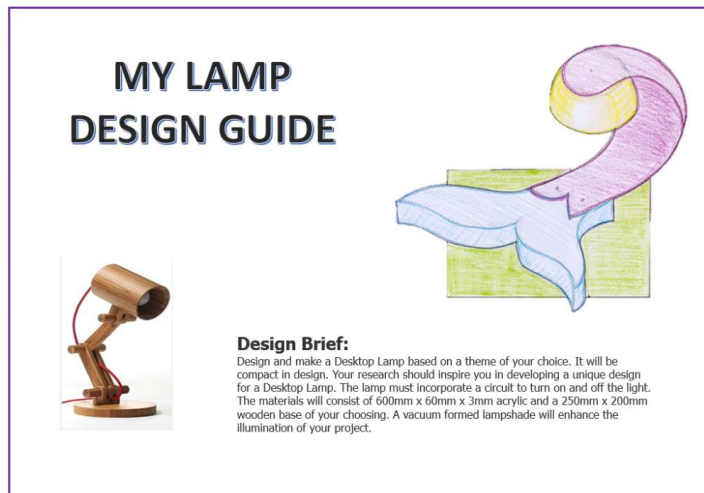 MY LAMP
DESIGN GUIDE
Design Brief:
Design and make a Desktop Lamp based on a theme of your choice. It will be
compact in design. Your research should inspire you in developing a unique design
for a Desktop Lamp. The lamp must incorporate a circuit to turn on and off the light.
The materials will consist of 600mm x 60mm x 3mm acrylic and a 250mm x 200mm
wooden base of your choosing. A vacuum formed lampshade will enhance the
illumination of your project.